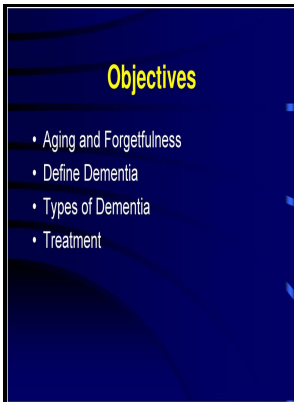 Objectives
• Aging and Forgetfulness
• Define Dementia
• Types of Dementia
• Treatment